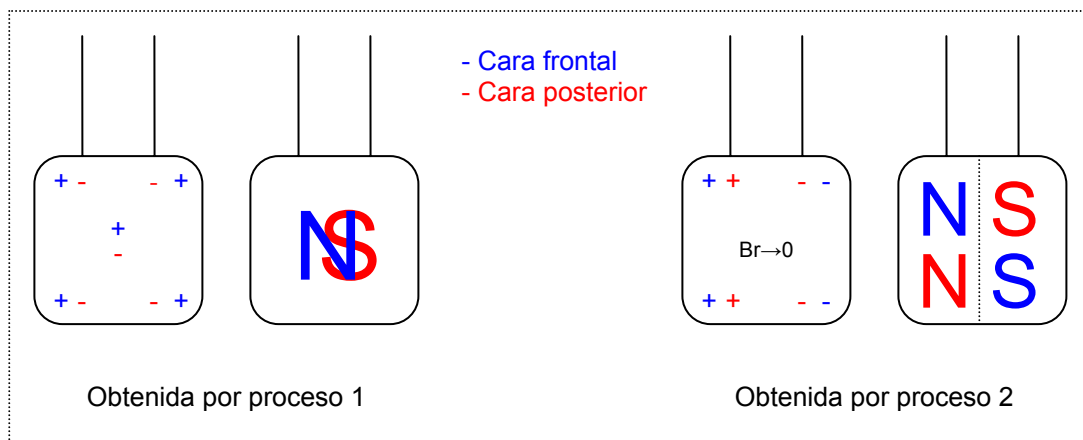 - Cara frontal
- Cara posterior
+ - - +
+
-
+ - - +
N S
+ + - -
Br→0
+ + - -
N S
N S
Obtenida por proceso 1
Obtenida por proceso 2